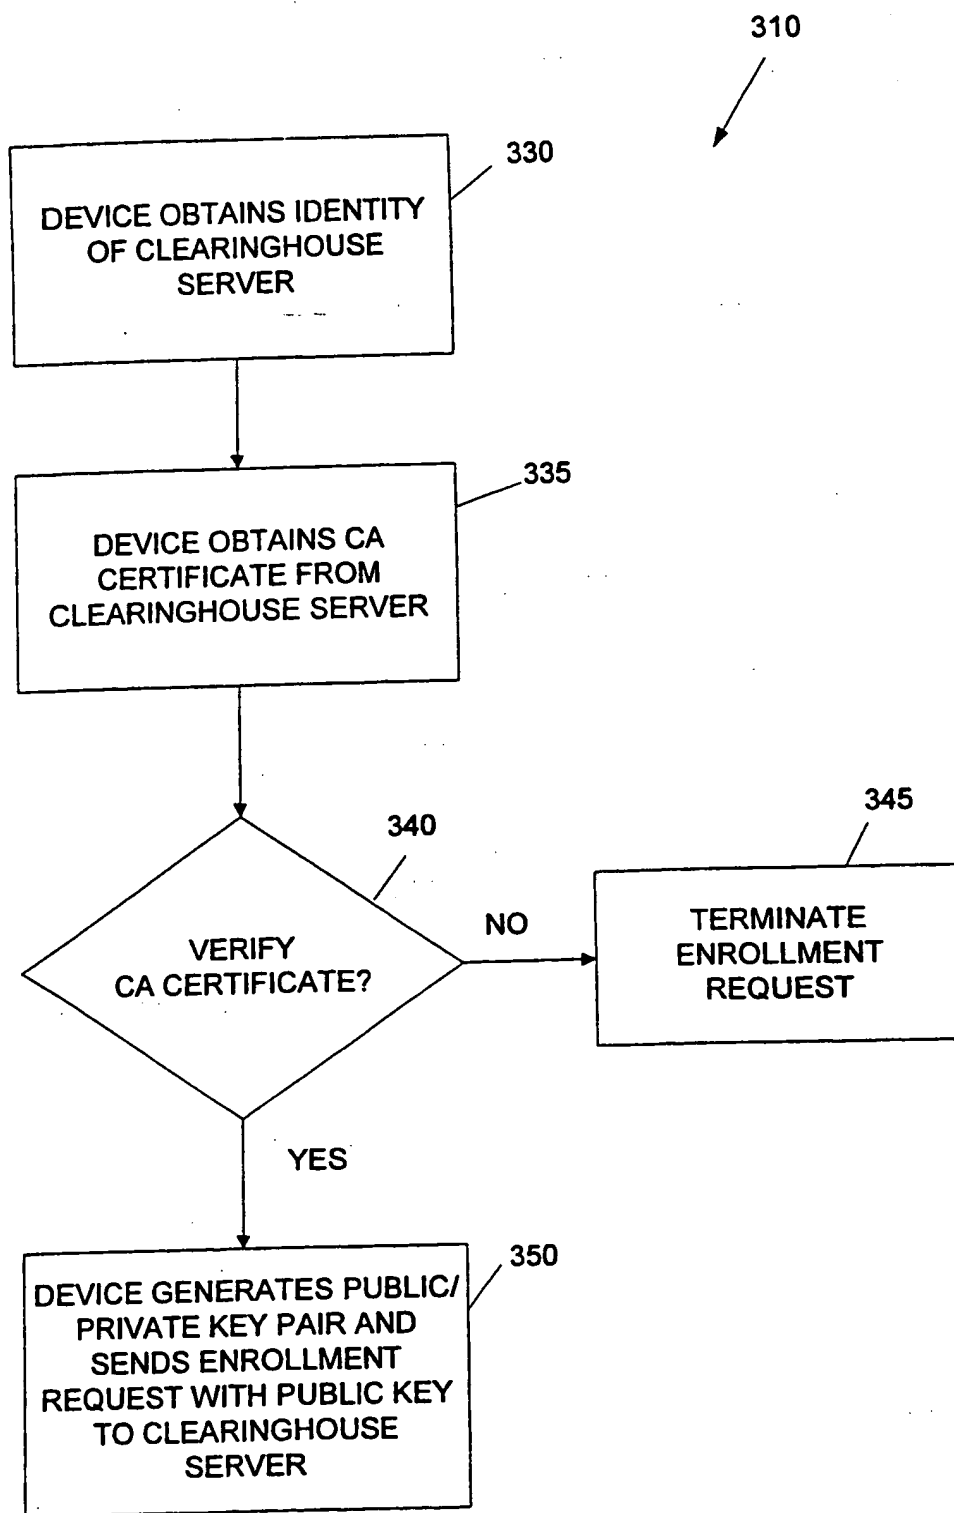 310
330
DEVICE OBTAINS IDENTITY
OF CLEARINGHOUSE
SERVER
335
DEVICE OBTAINS CA
CERTIFICATE FROM
CLEARINGHOUSE SERVER
340
345
VERIFY
CA CERTIFICATE?
NO
TERMINATE
ENROLLMENT
REQUEST
YES
350
DEVICE GENERATES PUBLIC/
PRIVATE KEY PAIR AND
SENDS ENROLLMENT
REQUEST WITH PUBLIC KEY
TO CLEARINGHOUSE
SERVER